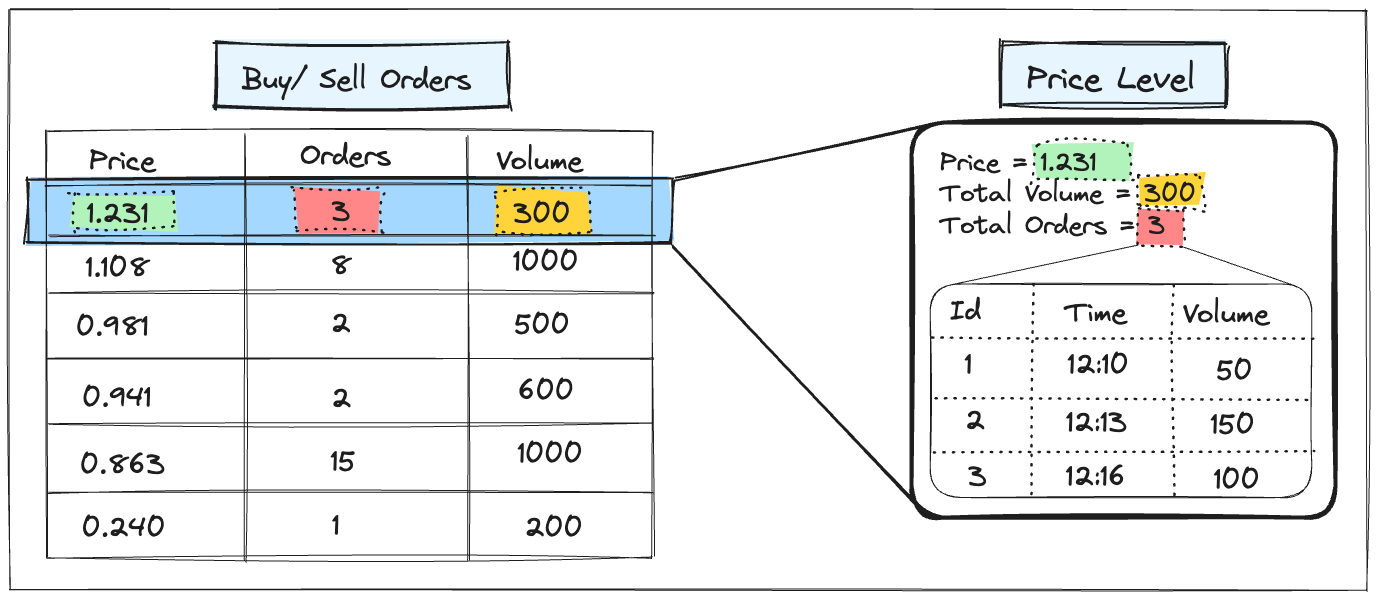 Buy/ Sell Orders
Price Orders Volume
1.231 3 300
1.108 8 1000
0.981 2 500
0.941 2 600
0.863 15 1000
0.240 1 200
Price Level
Price = 1.231
Total Volume = 300
Total Orders = 3
Id Time Volume
1 12:10 50
2 12:13 150
3 12:16 100